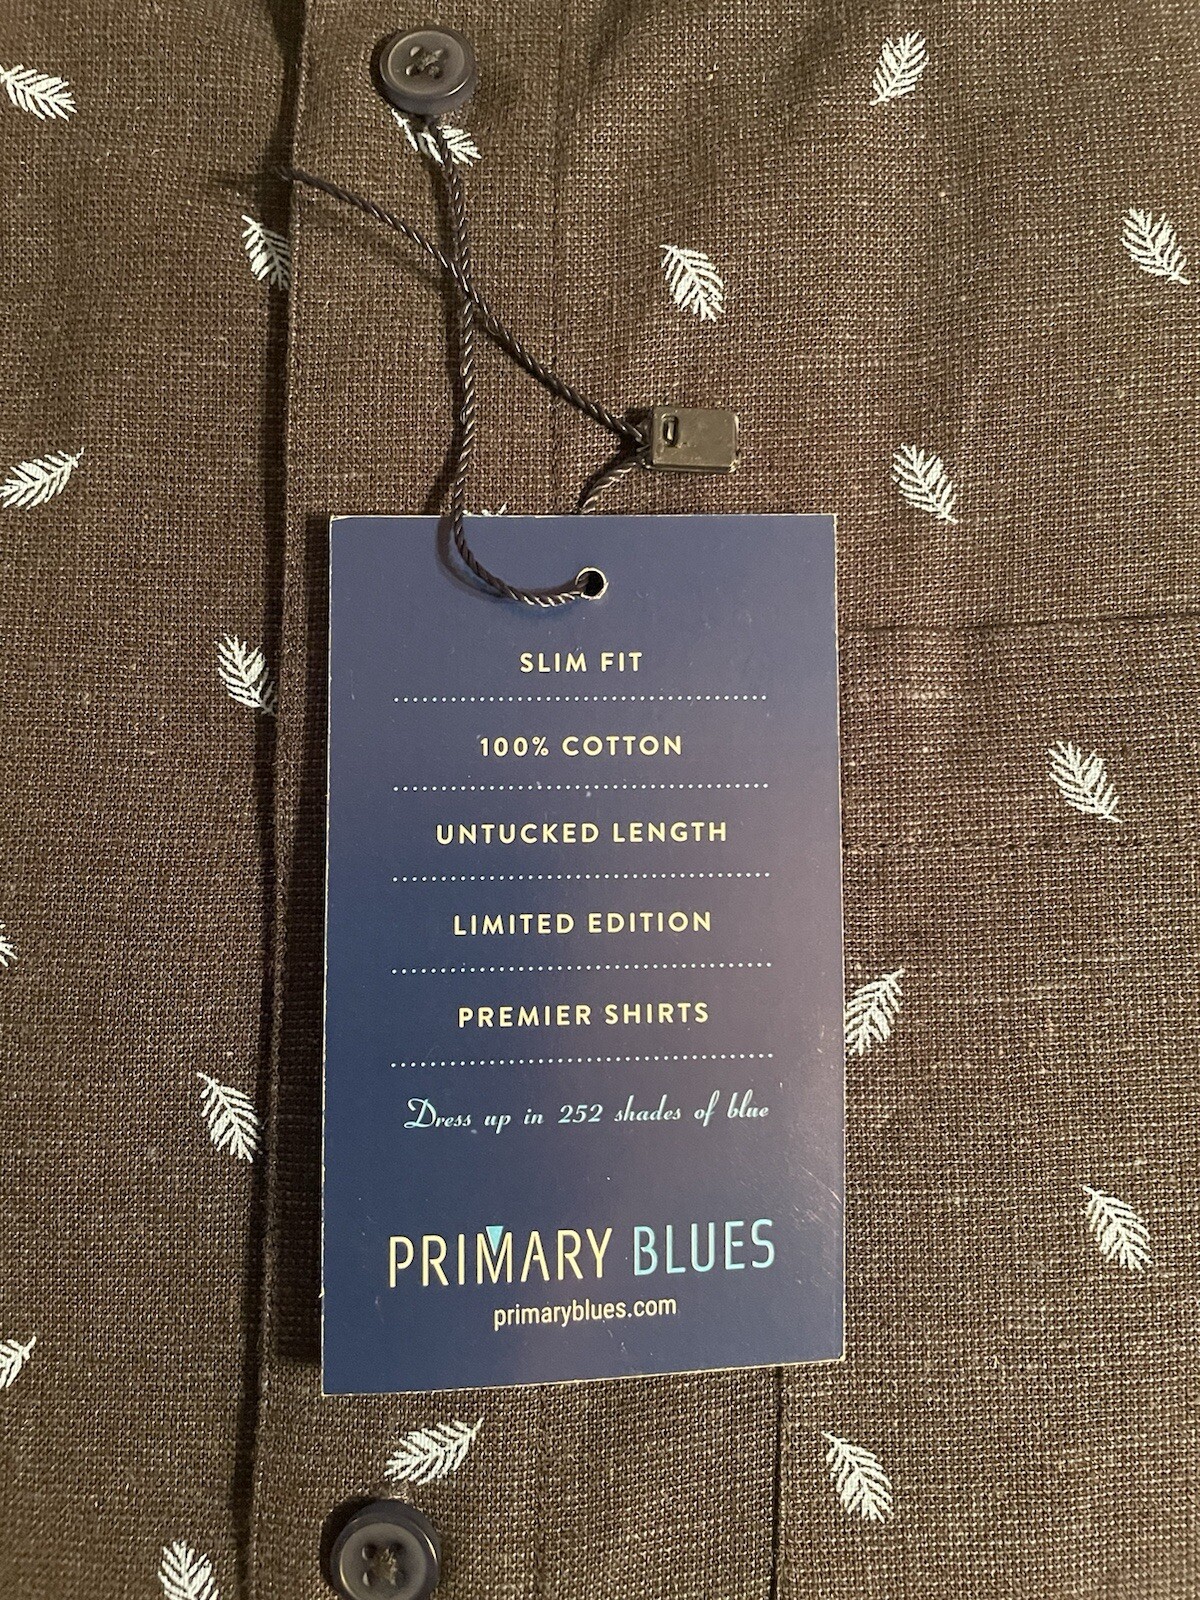 SLIM FIT
100% COTTON
UNTUCKED LENGTH
LIMITED EDITION
PREMIER SHIRTS
Dress up in 252 shades of blue
PRIMARY BLUES
primaryblues.com